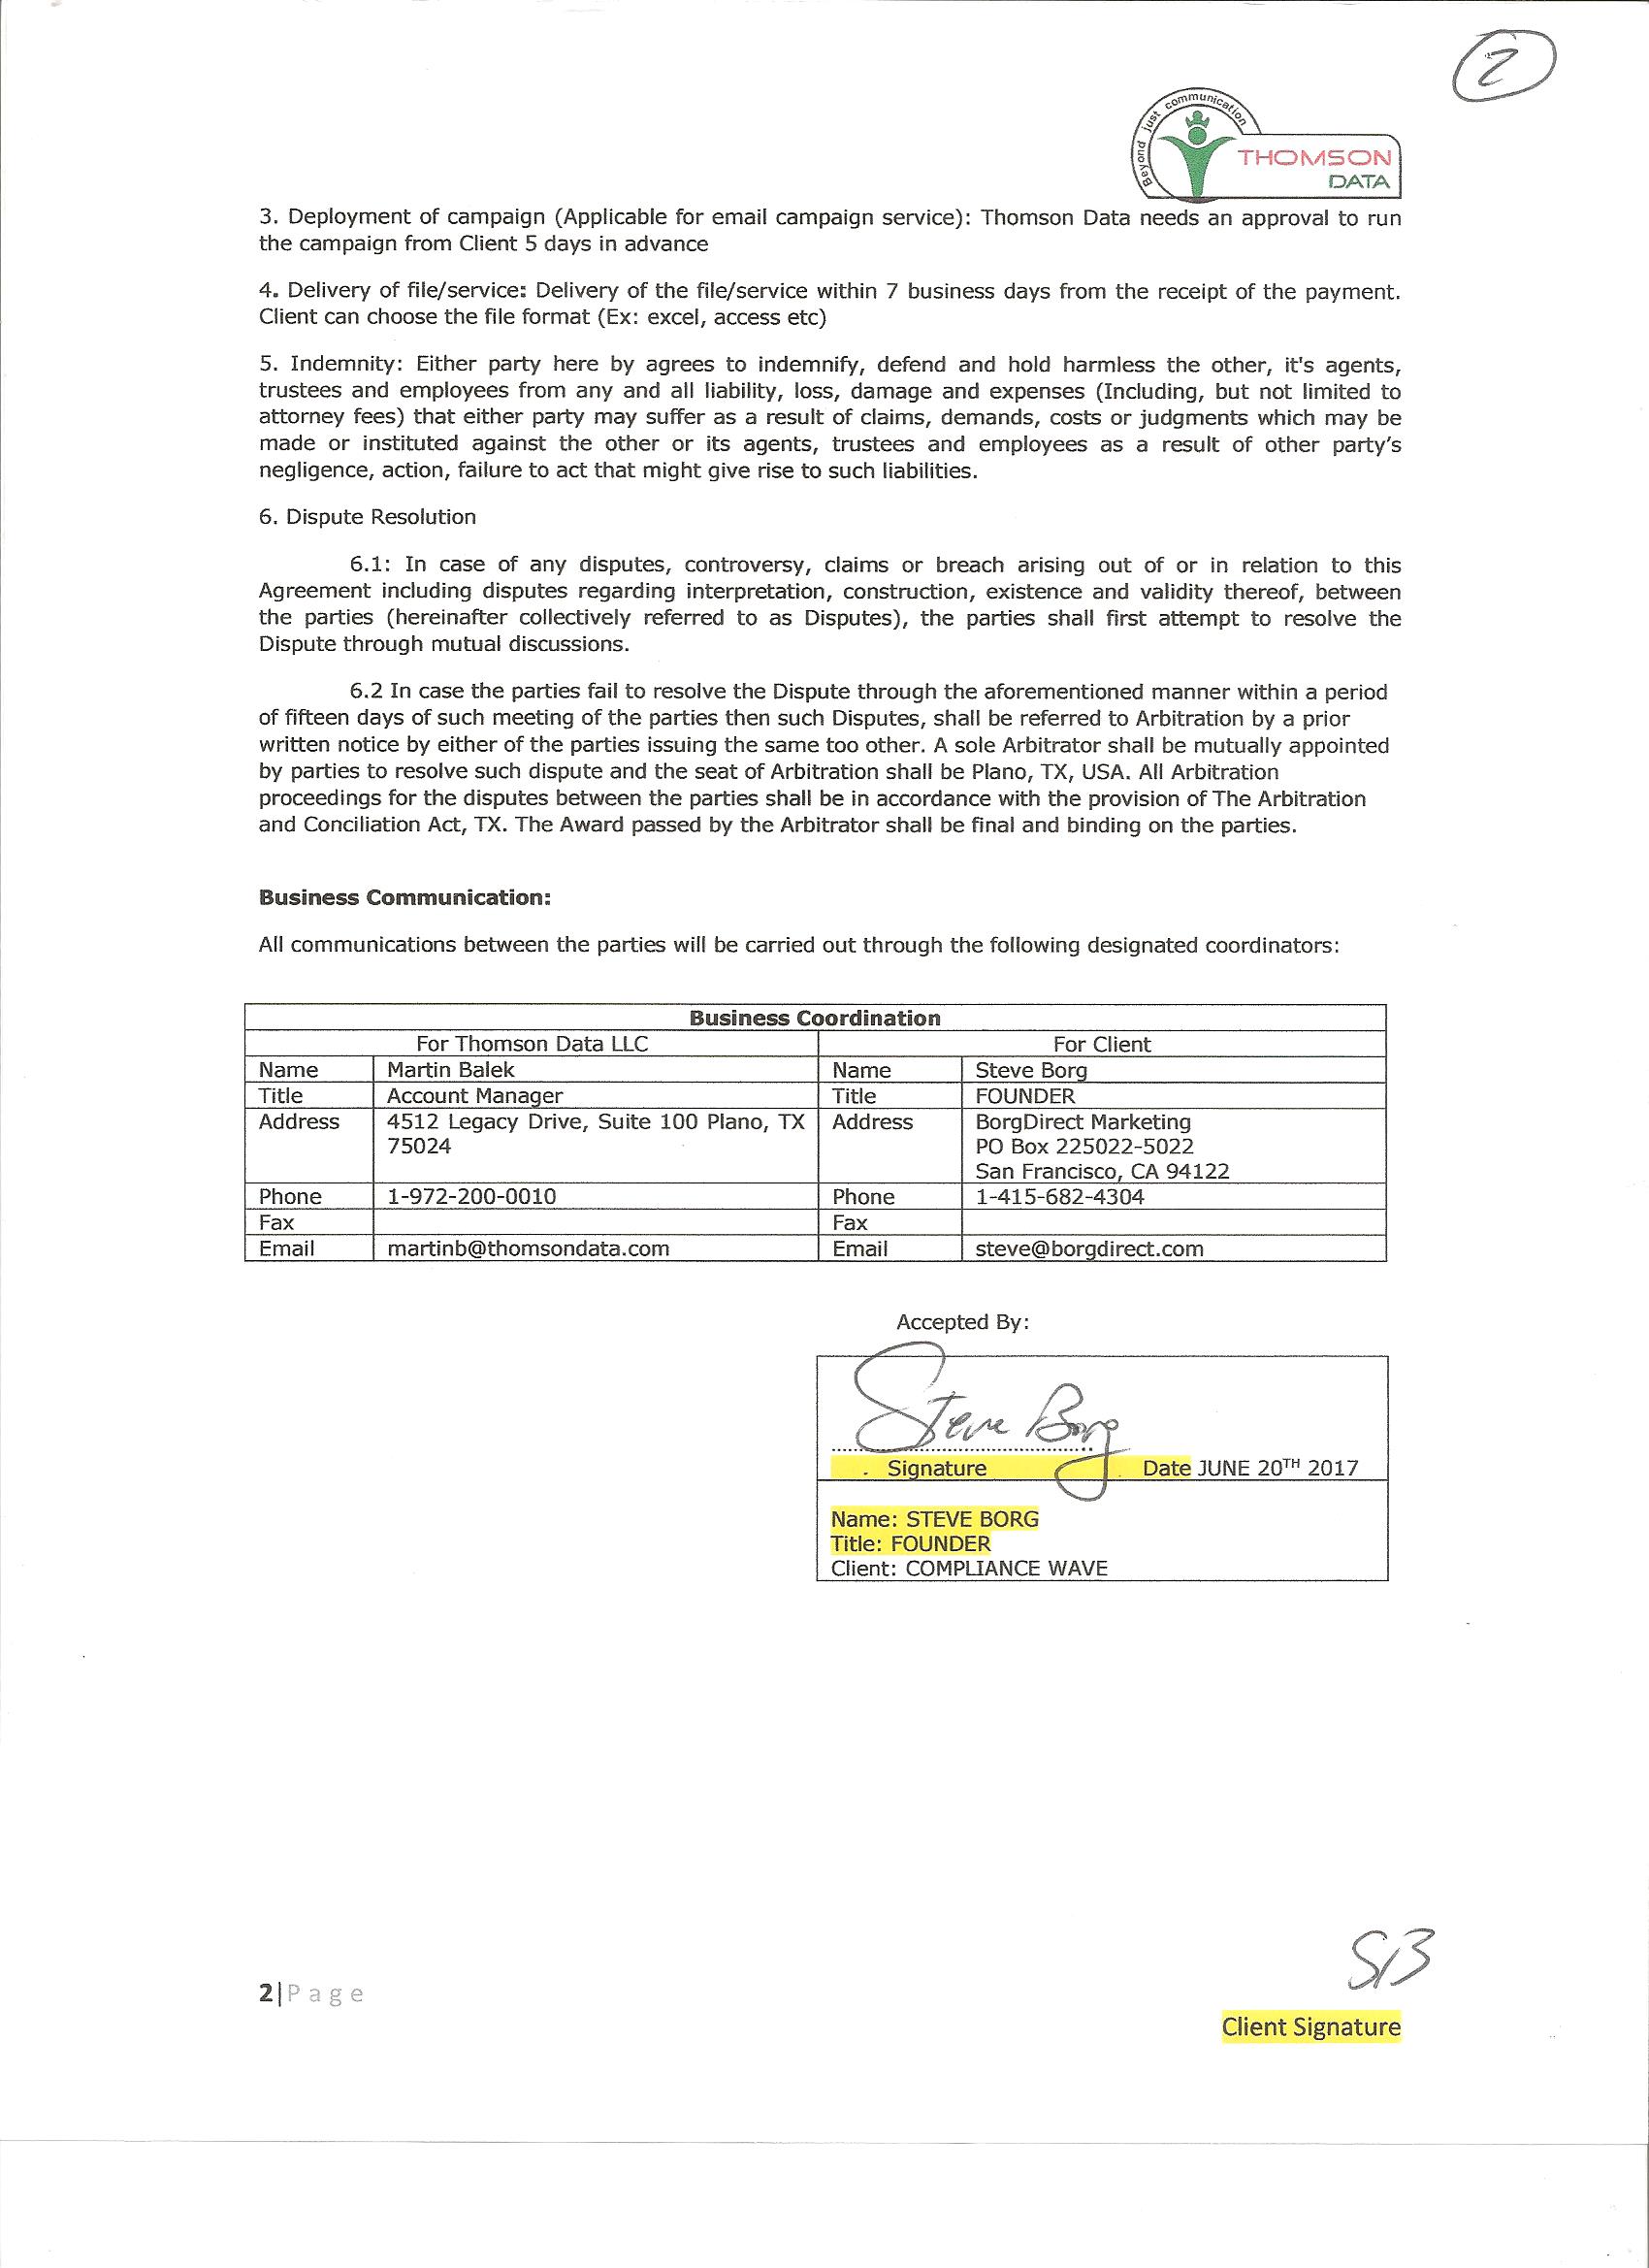 2
Beyond just communication
THOMSON
DATA
3. Deployment of campaign (Applicable for email campaign service): Thomson Data needs an approval to run
the campaign from Client 5 days in advance
4. Delivery of file/service: Delivery of the file/service within 7 business days from the receipt of the payment.
Client can choose the file format (Ex: excel, access etc)
5. Indemnity: Either party here by agrees to indemnify, defend and hold harmless the other, it's agents,
trustees and employees from any and all liability, loss, damage and expenses (Including, but not limited to
attorney fees) that either party may suffer as a result of claims, demands, costs or judgments which may be
made or instituted against the other or its agents, trustees and employees as a result of other party's
negligence, action, failure to act that might give rise to such liabilities.
6. Dispute Resolution
6.1: In case of any disputes, controversy, claims or breach arising out of or in relation to this
Agreement including disputes regarding interpretation, construction, existence and validity thereof, between
the parties (hereinafter collectively referred to as Disputes), the parties shall first attempt to resolve the
Dispute through mutual discussions.
6.2 In case the parties fail to resolve the Dispute through the aforementioned manner within a period
of fifteen days of such meeting of the parties then such Disputes, shall be referred to Arbitration by a prior
written notice by either of the parties issuing the same too other. A sole Arbitrator shall be mutually appointed
by parties to resolve such dispute and the seat of Arbitration shall be Plano, TX, USA. All Arbitration
proceedings for the disputes between the parties shall be in accordance with the provision of The Arbitration
and Conciliation Act, TX. The Award passed by the Arbitrator shall be final and binding on the parties.
Business Communication:
All communications between the parties will be carried out through the following designated coordinators:
Business Coordination
For Thomson Data LLC For Client
Name Martin Balek Name Steve Borg
Title Account Manager Title FOUNDER
Address 4512 Legacy Drive, Suite 100 Plano, TX Address BorgDirect Marketing
75024 PO Box 225022-5022
San Francisco, CA 94122
Phone 1-972-200-0010 Phone 1-415-682-4304
Fax Fax
Email martinb@thomsondata.com Email steve@borgdirect.com
Accepted By:
Steve Borg
Signature Date JUNE 20TH 2017
Name: STEVE BORG
Title: FOUNDER
Client: COMPLIANCE WAVE
SB
2|Page
Client Signature